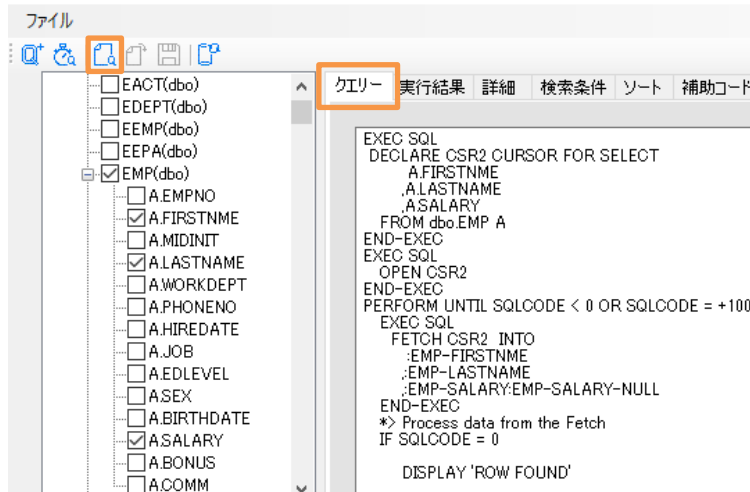 ファイル
EACT(dbo)
EDEPT(dbo)
EEMP(dbo)
EEPA(dbo)
EMP(dbo)
A.EMPNO
A.FIRSTNME
A.MIDINIT
A.LASTNAME
A.WORKDEPT
A.PHONENO
A.HIREDATE
A.JOB
A.EDLEVEL
A.SEX
A.BIRTHDATE
A.SALARY
A.BONUS
A.COMM
クエリー 実行結果 詳細 検索条件 ソート 補助コード
EXEC SQL
DECLARE CSR2 CURSOR FOR SELECT
A.FIRSTNME
,A.LASTNAME
,A.SALARY
FROM dbo.EMP A
END-EXEC
EXEC SQL
OPEN CSR2
END-EXEC
PERFORM UNTIL SQLCODE < 0 OR SQLCODE = +100
EXEC SQL
FETCH CSR2 INTO
:EMP-FIRSTNME
,:EMP-LASTNAME
,:EMP-SALARY:EMP-SALARY-NULL
END-EXEC
*> Process data from the Fetch
IF SQLCODE = 0
DISPLAY 'ROW FOUND'